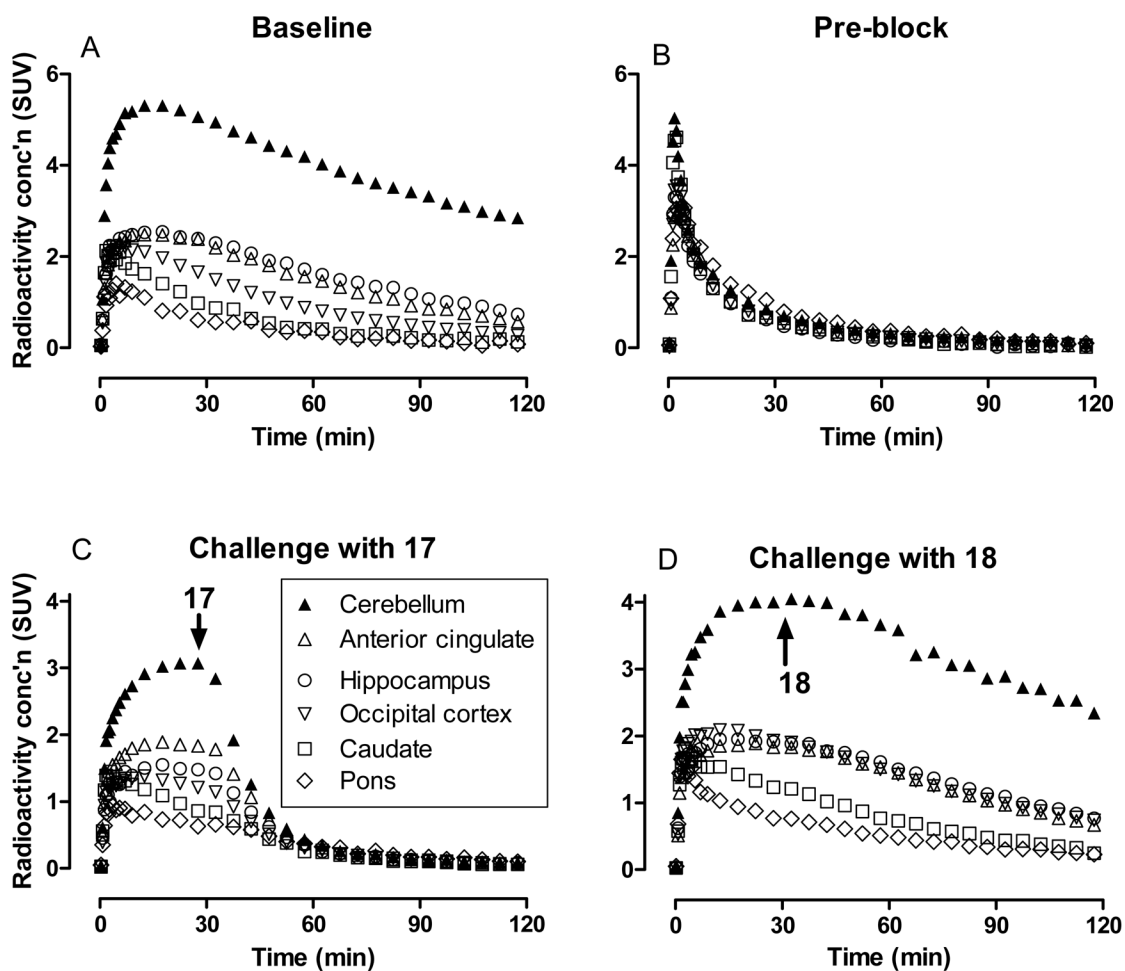 Baseline
Pre-block
A
B
Radioactivity conc'n (SUV)
6
4
2
0
0
30
60
90
120
Time (min)
6
4
2
0
0
30
60
90
120
Time (min)
C
Challenge with 17
D
Challenge with 18
Radioactivity conc'n (SUV)
4
3
2
1
0
17
Cerebellum
Anterior cingulate
Hippocampus
Occipital cortex
Caudate
Pons
0
30
60
90
120
Time (min)
4
3
2
1
0
18
0
30
60
90
120
Time (min)